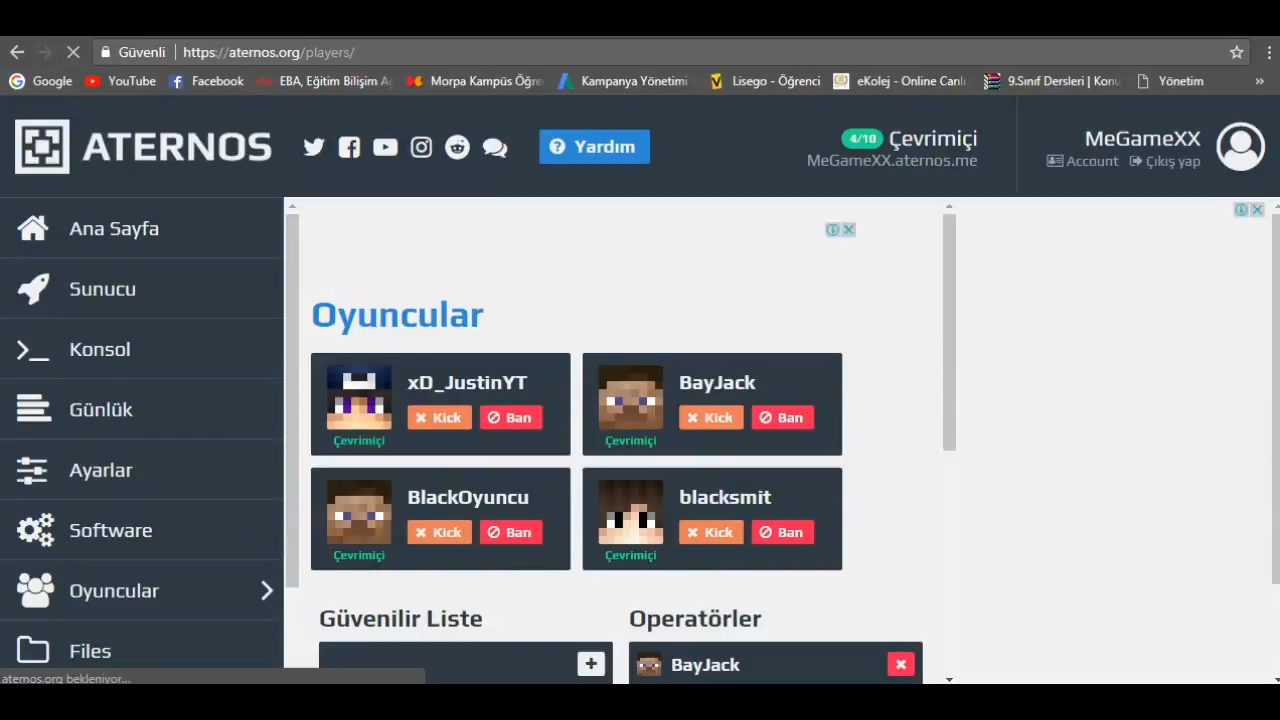 Güvenli https://aternos.org/players/
Google YouTube Facebook EBA, Eğitim Bilişim A Morpa Kampüs Öğre Kampanya Yönetimi Lisego - Öğrenci eKolej - Online Canlı 9.Sınıf Dersleri | Konu Yönetim »
ATERNOS Yardım 4/10 Çevrimiçi MeGameXX
MeGameXX.aternos.me Account Çıkış yap
Ana Sayfa
Sunucu
Konsol
Günlük
Ayarlar
Software
Oyuncular
Files
aternos.org bekleniyor...
Oyuncular
xD_JustinYT
Kick Ban
Çevrimiçi
BayJack
Kick Ban
Çevrimiçi
BlackOyuncu
Kick Ban
Çevrimiçi
blacksmit
Kick Ban
Çevrimiçi
Güvenilir Liste
Operatörler
BayJack